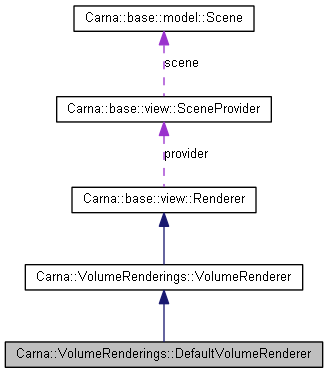 Carna::base::model::Scene
scene
Carna::base::view::SceneProvider
provider
Carna::base::view::Renderer
Carna::VolumeRenderings::VolumeRenderer
Carna::VolumeRenderings::DefaultVolumeRenderer